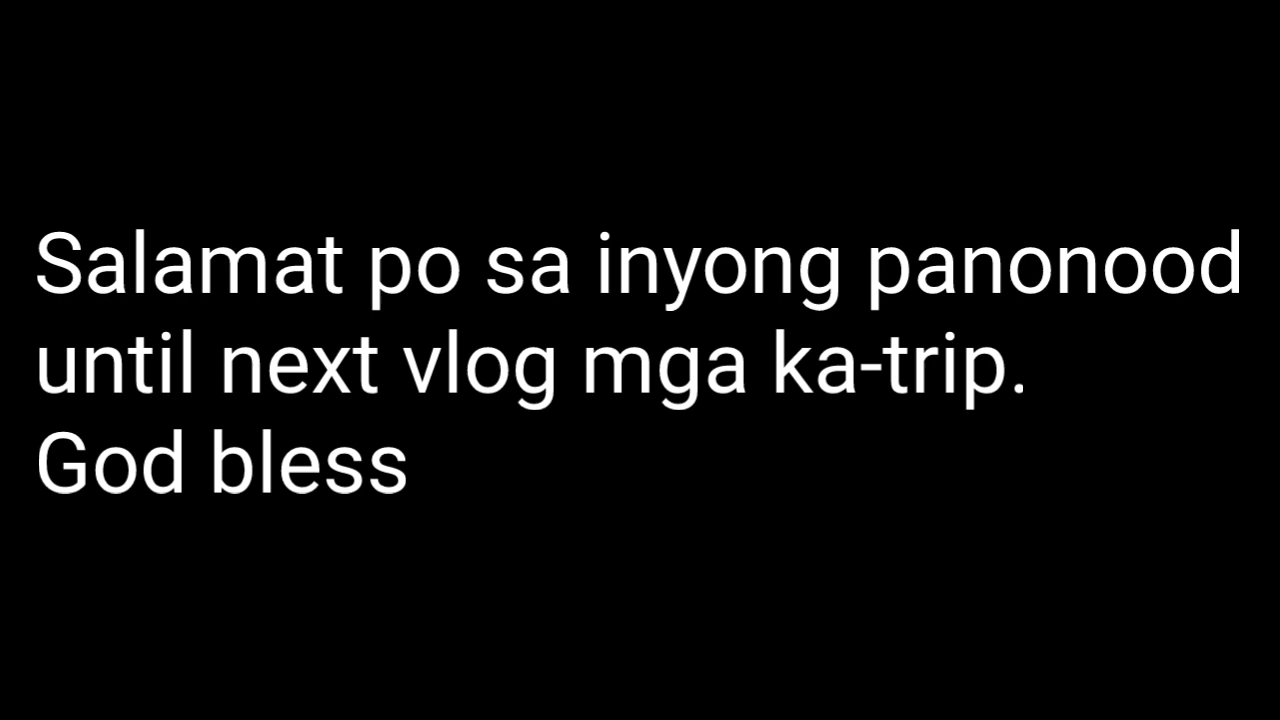 Salamat po sa inyong panonood
until next vlog mga ka-trip.
God bless